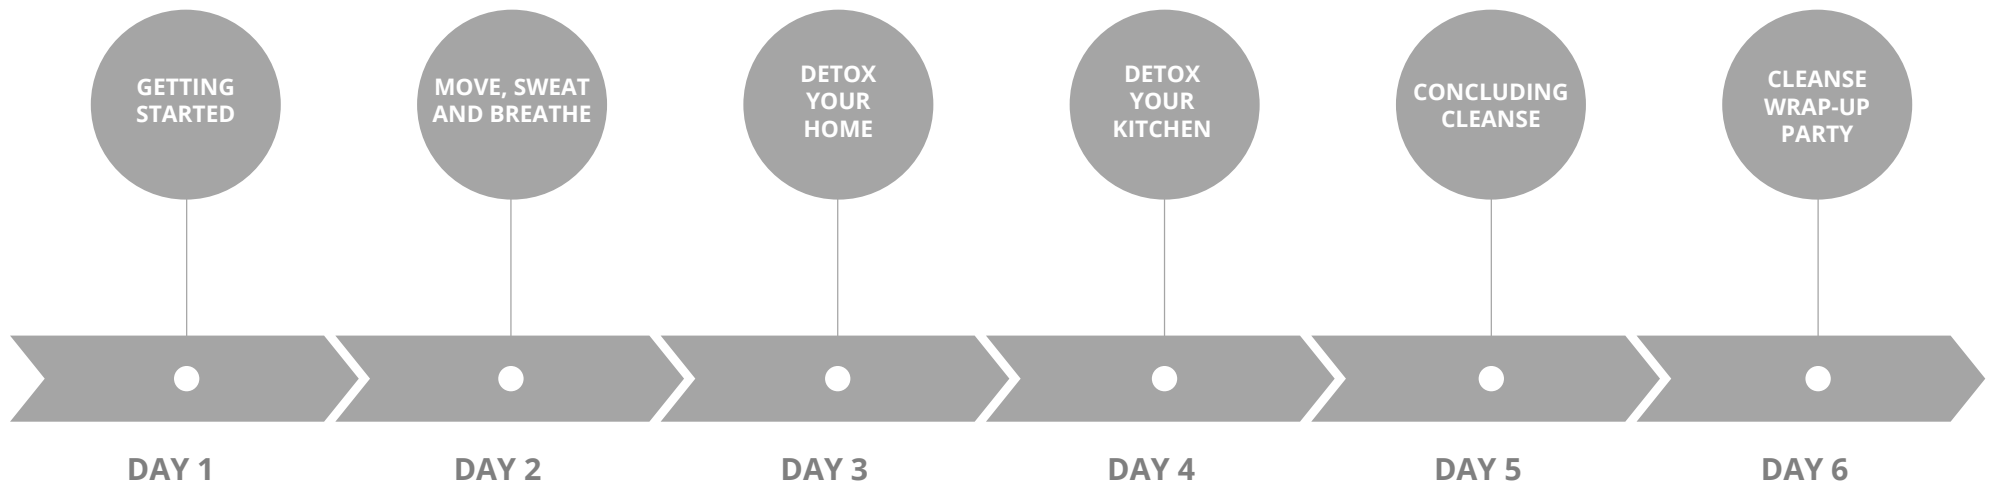 GETTING
STARTED
MOVE, SWEAT
AND BREATHE
DETOX
YOUR
HOME
DETOX
YOUR
KITCHEN
CONCLUDING
CLEANSE
CLEANSE
WRAP-UP
PARTY
DAY 1
DAY 2
DAY 3
DAY 4
DAY 5
DAY 6